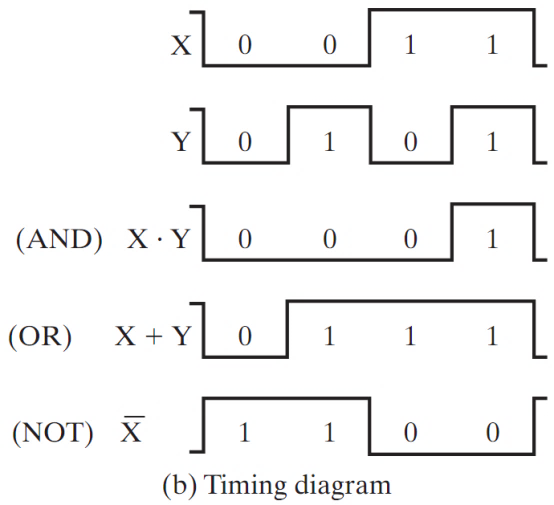 X 0 0 1 1
Y 0 1 0 1
(AND) X · Y 0 0 0 1
(OR) X + Y 0 1 1 1
(NOT) X̅ 1 1 0 0
(b) Timing diagram